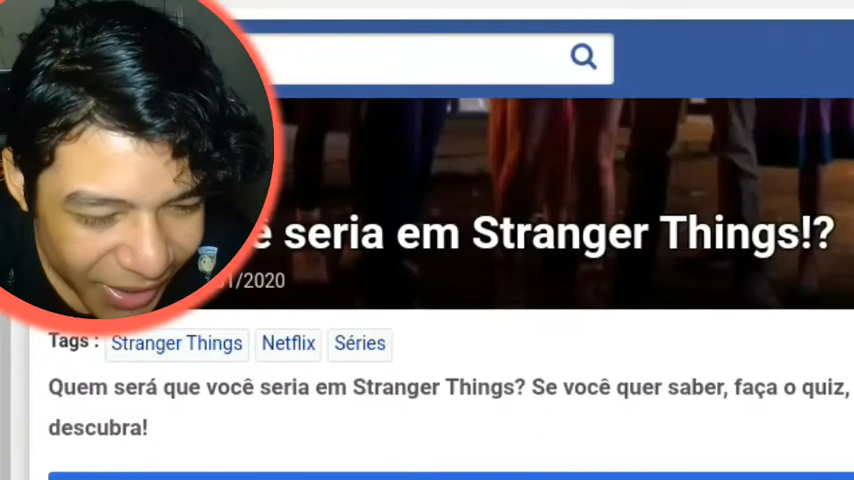 ê seria em Stranger Things!?
01/2020
Tags : Stranger Things Netflix Séries
Quem será que você seria em Stranger Things? Se você quer saber, faça o quiz,
descubra!